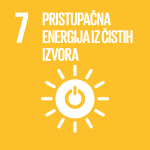 7 PRISTUPAČNA
ENERGIJA IZ ČISTIH
IZVORA